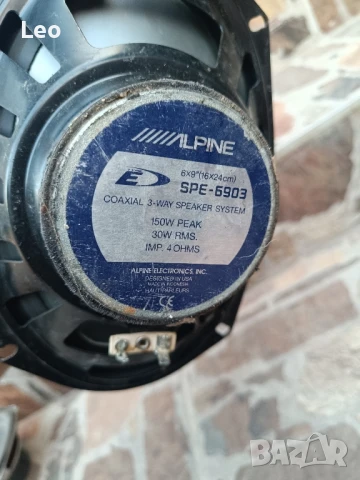 Leo
ALPINE
6x9"(16x24cm)
SPE-6903
COAXIAL 3-WAY SPEAKER SYSTEM
150W PEAK
30W RMS.
IMP. 4 OHMS
ALPINE ELECTRONICS, INC.
DESIGNED IN USA
MADE IN INDONESIA
CE
BAZAR